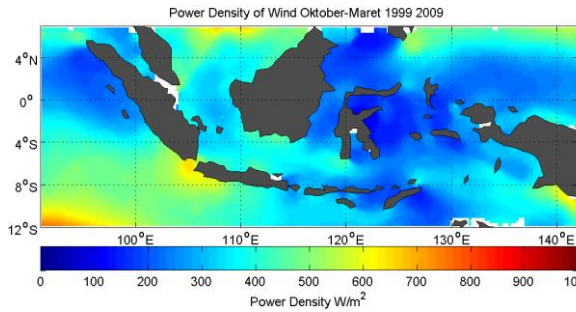 Power Density of Wind Oktober-Maret 1999 2009
4°N
0°
4°S
8°S
12°S
100°E 110°E 120°E 130°E 140°E
0 100 200 300 400 500 600 700 800 900 100
Power Density W/m²